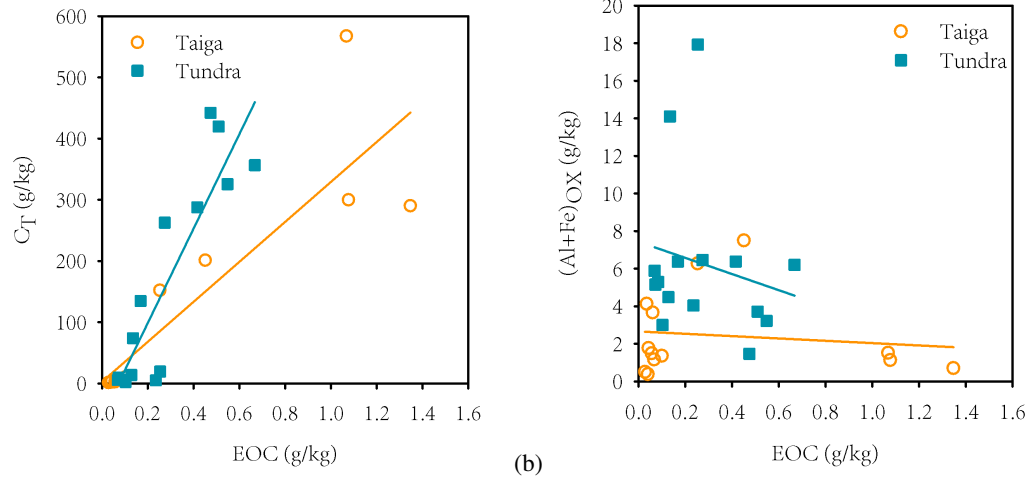 600
500
400
300
200
100
0
C_T (g/kg)
Taiga
Tundra
0.0 0.2 0.4 0.6 0.8 1.0 1.2 1.4 1.6
EOC (g/kg)
(b)
20
18
16
14
12
10
8
6
4
2
0
(Al+Fe)_OX (g/kg)
Taiga
Tundra
0.0 0.2 0.4 0.6 0.8 1.0 1.2 1.4 1.6
EOC (g/kg)